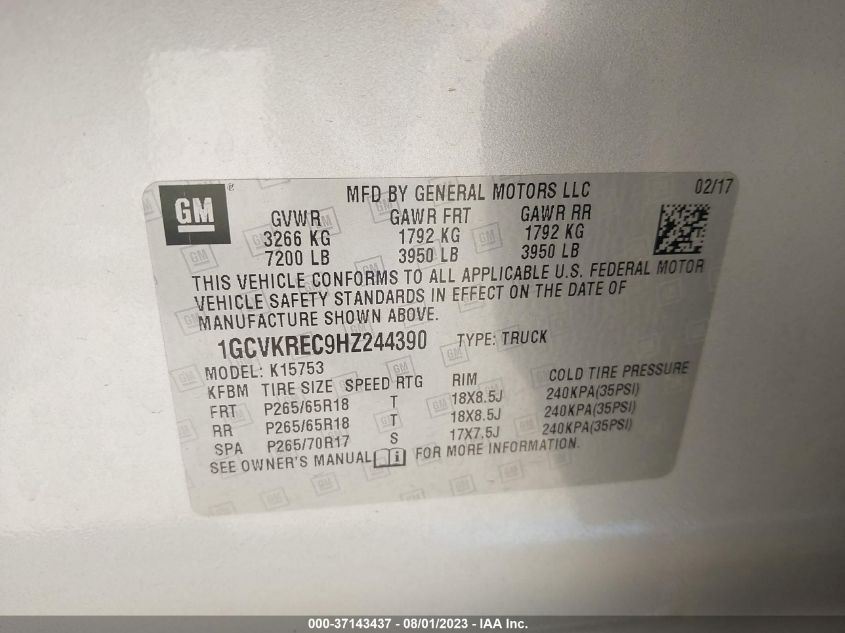 GM ®
MFD BY GENERAL MOTORS LLC 02/17
GVWR GAWR FRT GAWR RR
3266 KG 1792 KG 1792 KG
7200 LB 3950 LB 3950 LB
THIS VEHICLE CONFORMS TO ALL APPLICABLE U.S. FEDERAL MOTOR
VEHICLE SAFETY STANDARDS IN EFFECT ON THE DATE OF
MANUFACTURE SHOWN ABOVE.
1GCVKREC9HZ244390 TYPE: TRUCK
MODEL: K15753
KFBM TIRE SIZE SPEED RTG RIM COLD TIRE PRESSURE
FRT P265/65R18 T 18X8.5J 240KPA(35PSI)
RR P265/65R18 T 18X8.5J 240KPA(35PSI)
SPA P265/70R17 S 17X7.5J 240KPA(35PSI)
SEE OWNER'S MANUAL i FOR MORE INFORMATION.
000-37143437 - 08/01/2023 - IAA Inc.